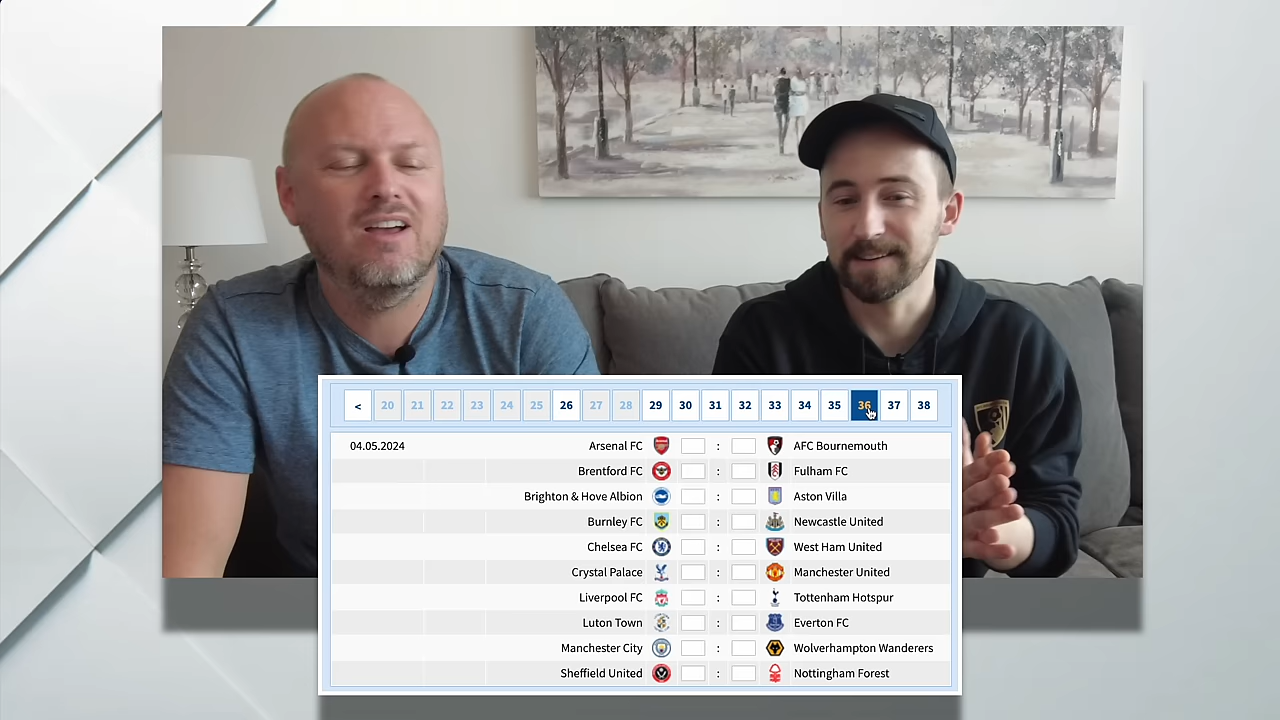 < 20 21 22 23 24 25 26 27 28 29 30 31 32 33 34 35 36 37 38
04.05.2024 Arsenal FC : AFC Bournemouth
Brentford FC : Fulham FC
Brighton & Hove Albion : Aston Villa
Burnley FC : Newcastle United
Chelsea FC : West Ham United
Crystal Palace : Manchester United
Liverpool FC : Tottenham Hotspur
Luton Town : Everton FC
Manchester City : Wolverhampton Wanderers
Sheffield United : Nottingham Forest